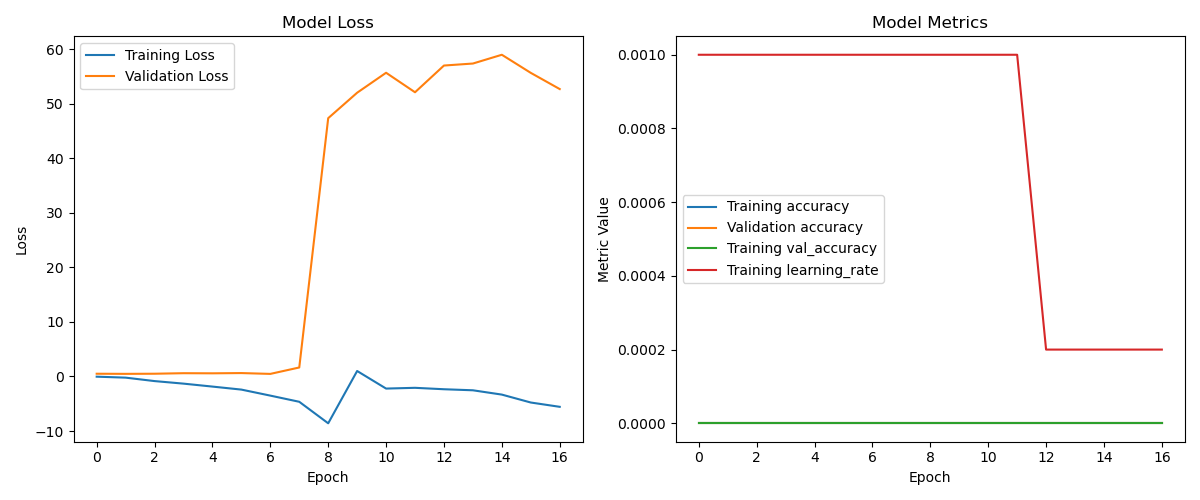 Model Loss
Training Loss
Validation Loss
60
50
40
30
20
10
0
−10
Loss
0 2 4 6 8 10 12 14 16
Epoch
Model Metrics
0.0010
0.0008
0.0006
0.0004
0.0002
0.0000
Metric Value
Training accuracy
Validation accuracy
Training val_accuracy
Training learning_rate
0 2 4 6 8 10 12 14 16
Epoch